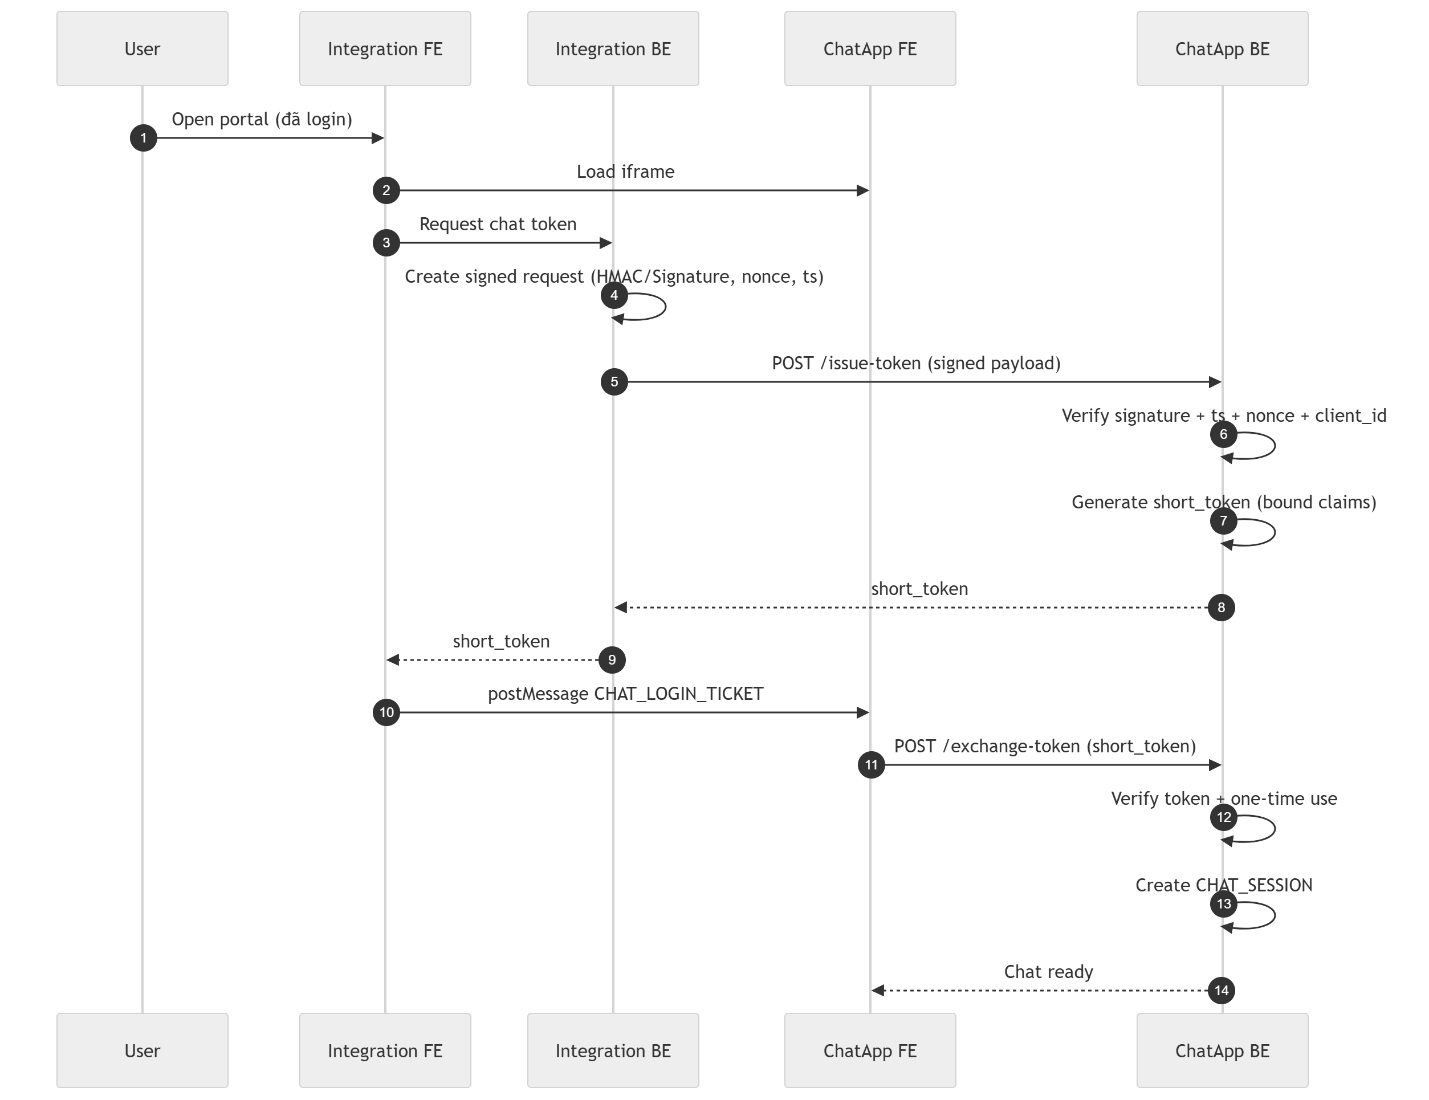 User
Integration FE
Integration BE
ChatApp FE
ChatApp BE
Open portal (đã login)
1
Load iframe
2
Request chat token
3
Create signed request (HMAC/Signature, nonce, ts)
4
POST /issue-token (signed payload)
5
Verify signature + ts + nonce + client_id
6
Generate short_token (bound claims)
7
short_token
8
short_token
9
postMessage CHAT_LOGIN_TICKET
10
POST /exchange-token (short_token)
11
Verify token + one-time use
12
Create CHAT_SESSION
13
Chat ready
14
User
Integration FE
Integration BE
ChatApp FE
ChatApp BE